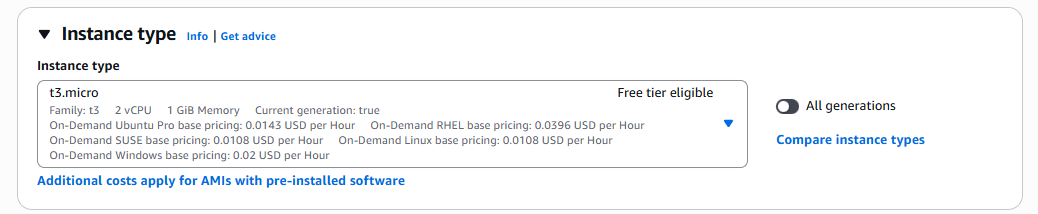 Instance type Info | Get advice
Instance type
t3.micro Free tier eligible
Family: t3 2 vCPU 1 GiB Memory Current generation: true
On-Demand Ubuntu Pro base pricing: 0.0143 USD per Hour On-Demand RHEL base pricing: 0.0396 USD per Hour
On-Demand SUSE base pricing: 0.0108 USD per Hour On-Demand Linux base pricing: 0.0108 USD per Hour
On-Demand Windows base pricing: 0.02 USD per Hour
All generations
Compare instance types
Additional costs apply for AMIs with pre-installed software